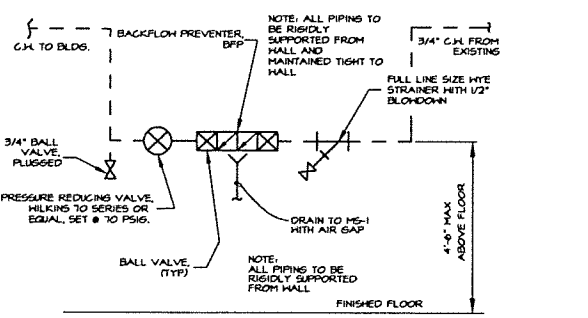 C.W. TO BLDG.
BACKFLOW PREVENTER,
BFP
NOTE: ALL PIPING TO
BE RIGIDLY
SUPPORTED FROM
WALL AND
MAINTAINED TIGHT TO
WALL
3/4" C.W. FROM
EXISTING
FULL LINE SIZE WYE
STRAINER WITH 1/2"
BLOWDOWN
3/4" BALL
VALVE,
PLUGGED
PRESSURE REDUCING VALVE,
WILKINS 70 SERIES OR
EQUAL, SET @ 70 PSIG.
DRAIN TO MS-1
WITH AIR GAP
BALL VALVE,
(TYP)
NOTE:
ALL PIPING TO BE
RIGIDLY SUPPORTED
FROM WALL
4'-6" MAX
ABOVE FLOOR
FINISHED FLOOR